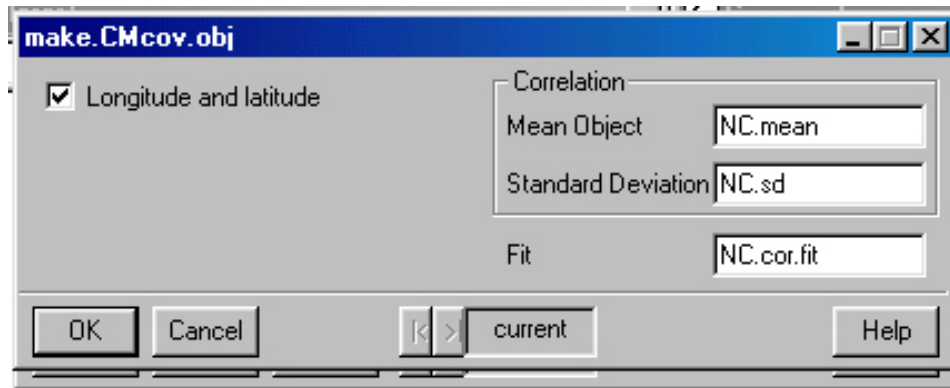 make.CMcov.obj
Longitude and latitude
Correlation
Mean Object NC.mean
Standard Deviation NC.sd
Fit NC.cor.fit
OK Cancel |< >| current Help